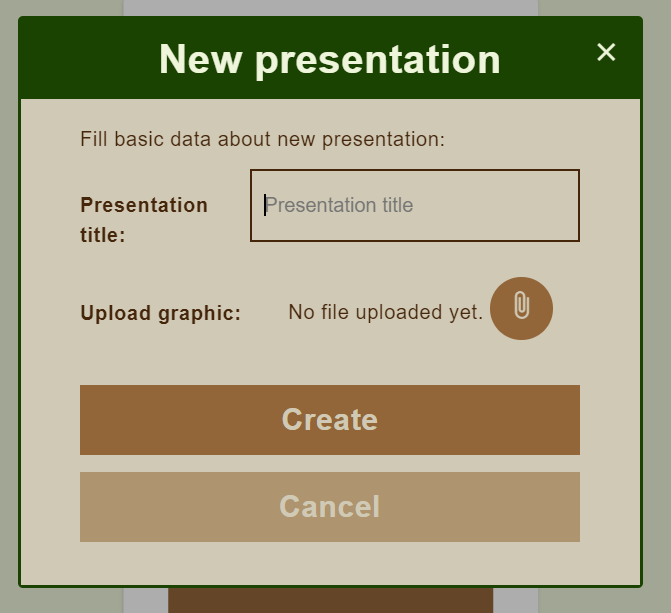 New presentation
Fill basic data about new presentation:
Presentation
title:
Presentation title
Upload graphic:
No file uploaded yet.
Create
Cancel